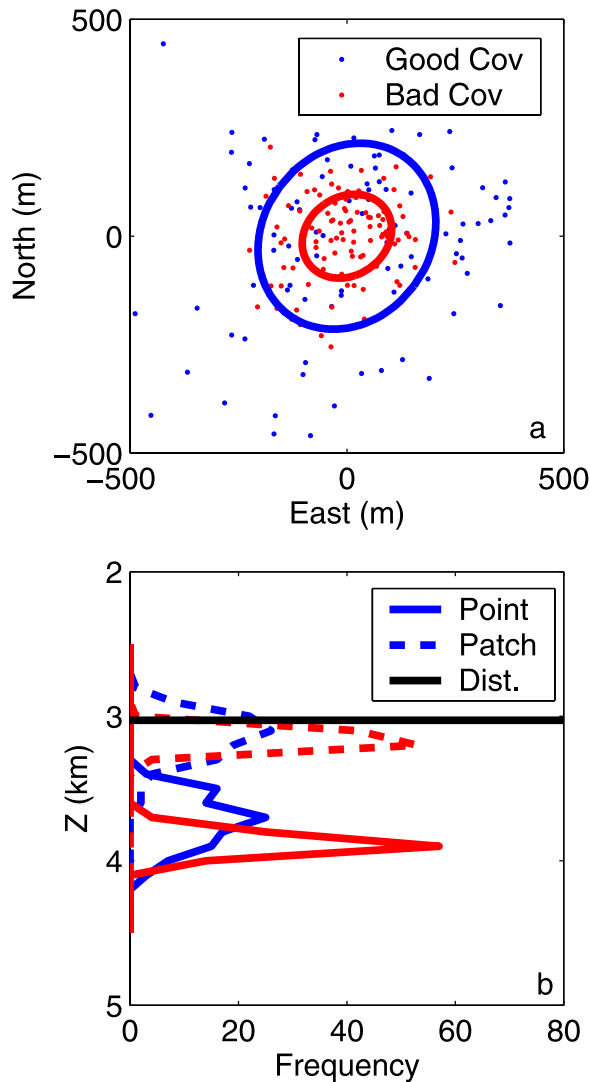 500
Good Cov
Bad Cov
North (m)
0
a
−500
−500
0
500
East (m)
2
Point
Patch
Dist.
3
Z (km)
4
b
5
0
20
40
60
80
Frequency